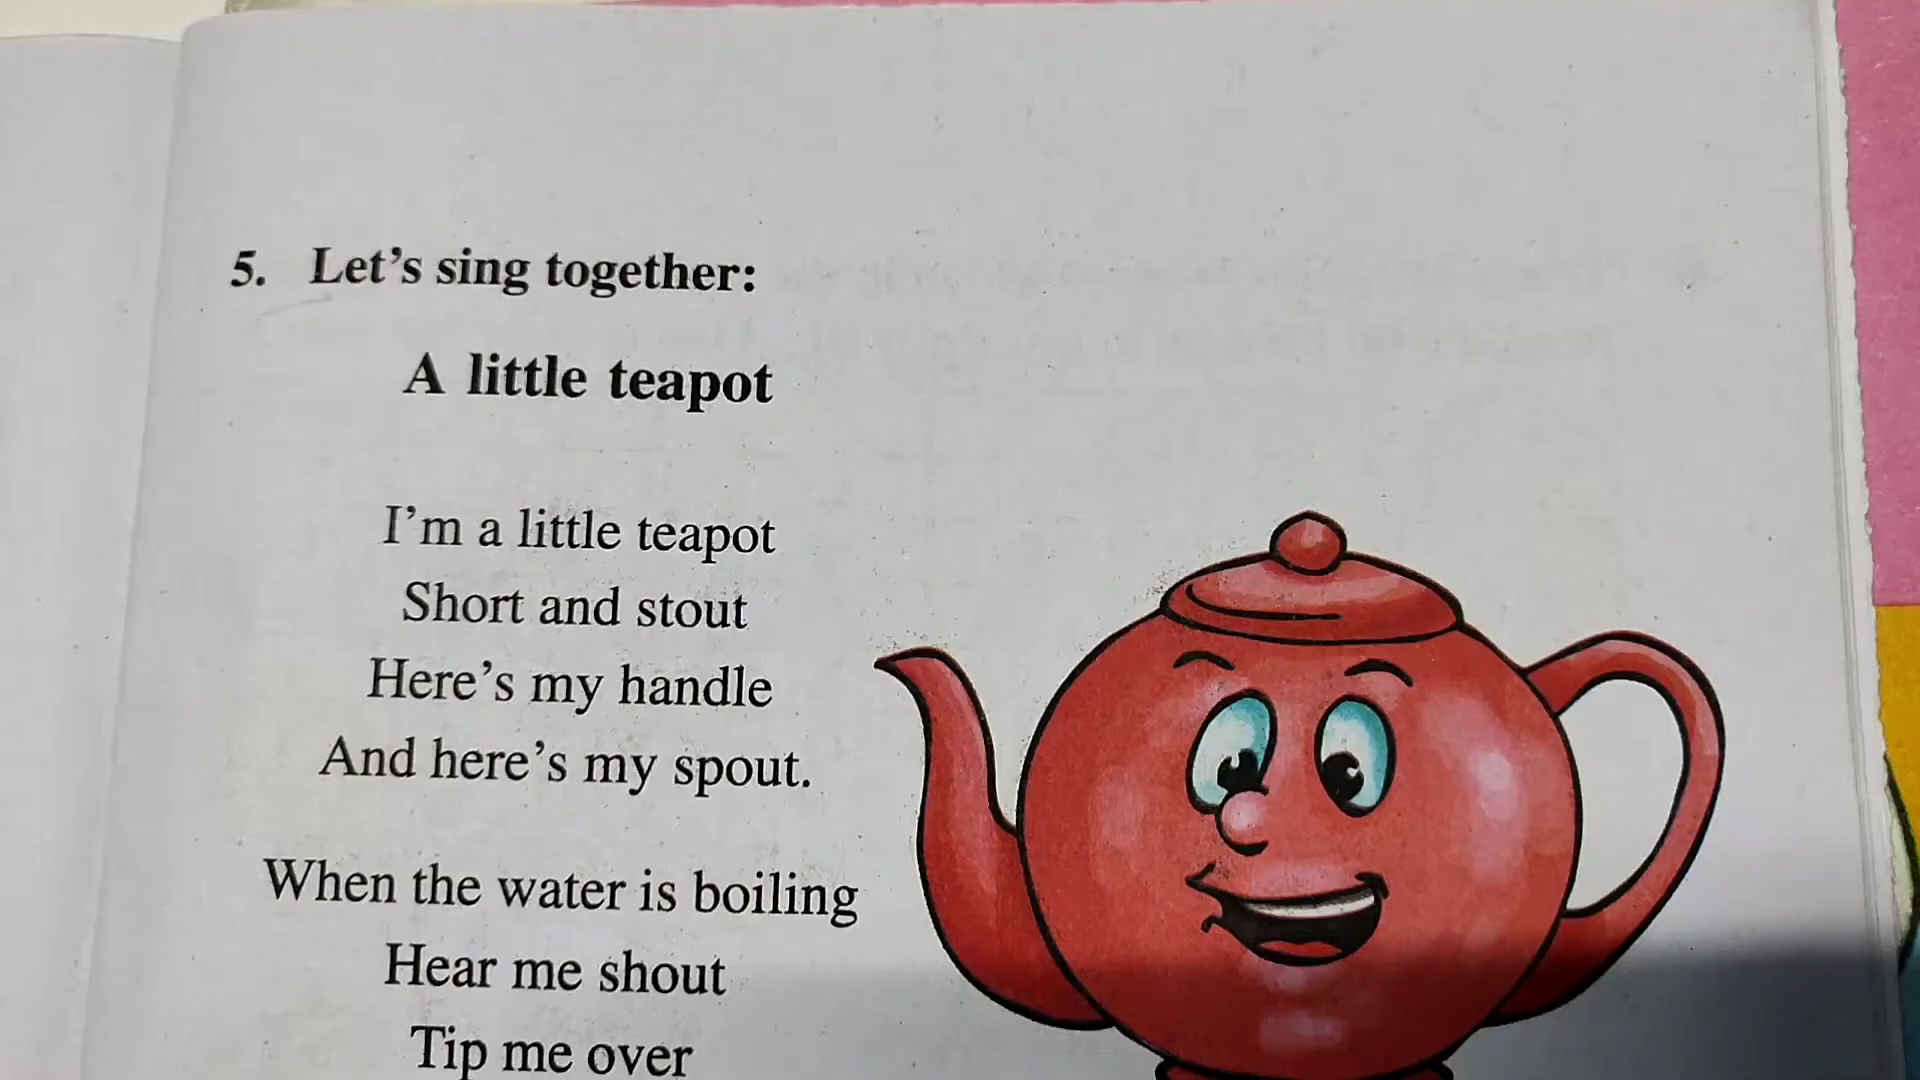 5. Let's sing together:
A little teapot
I'm a little teapot
Short and stout
Here's my handle
And here's my spout.
When the water is boiling
Hear me shout
Tip me over